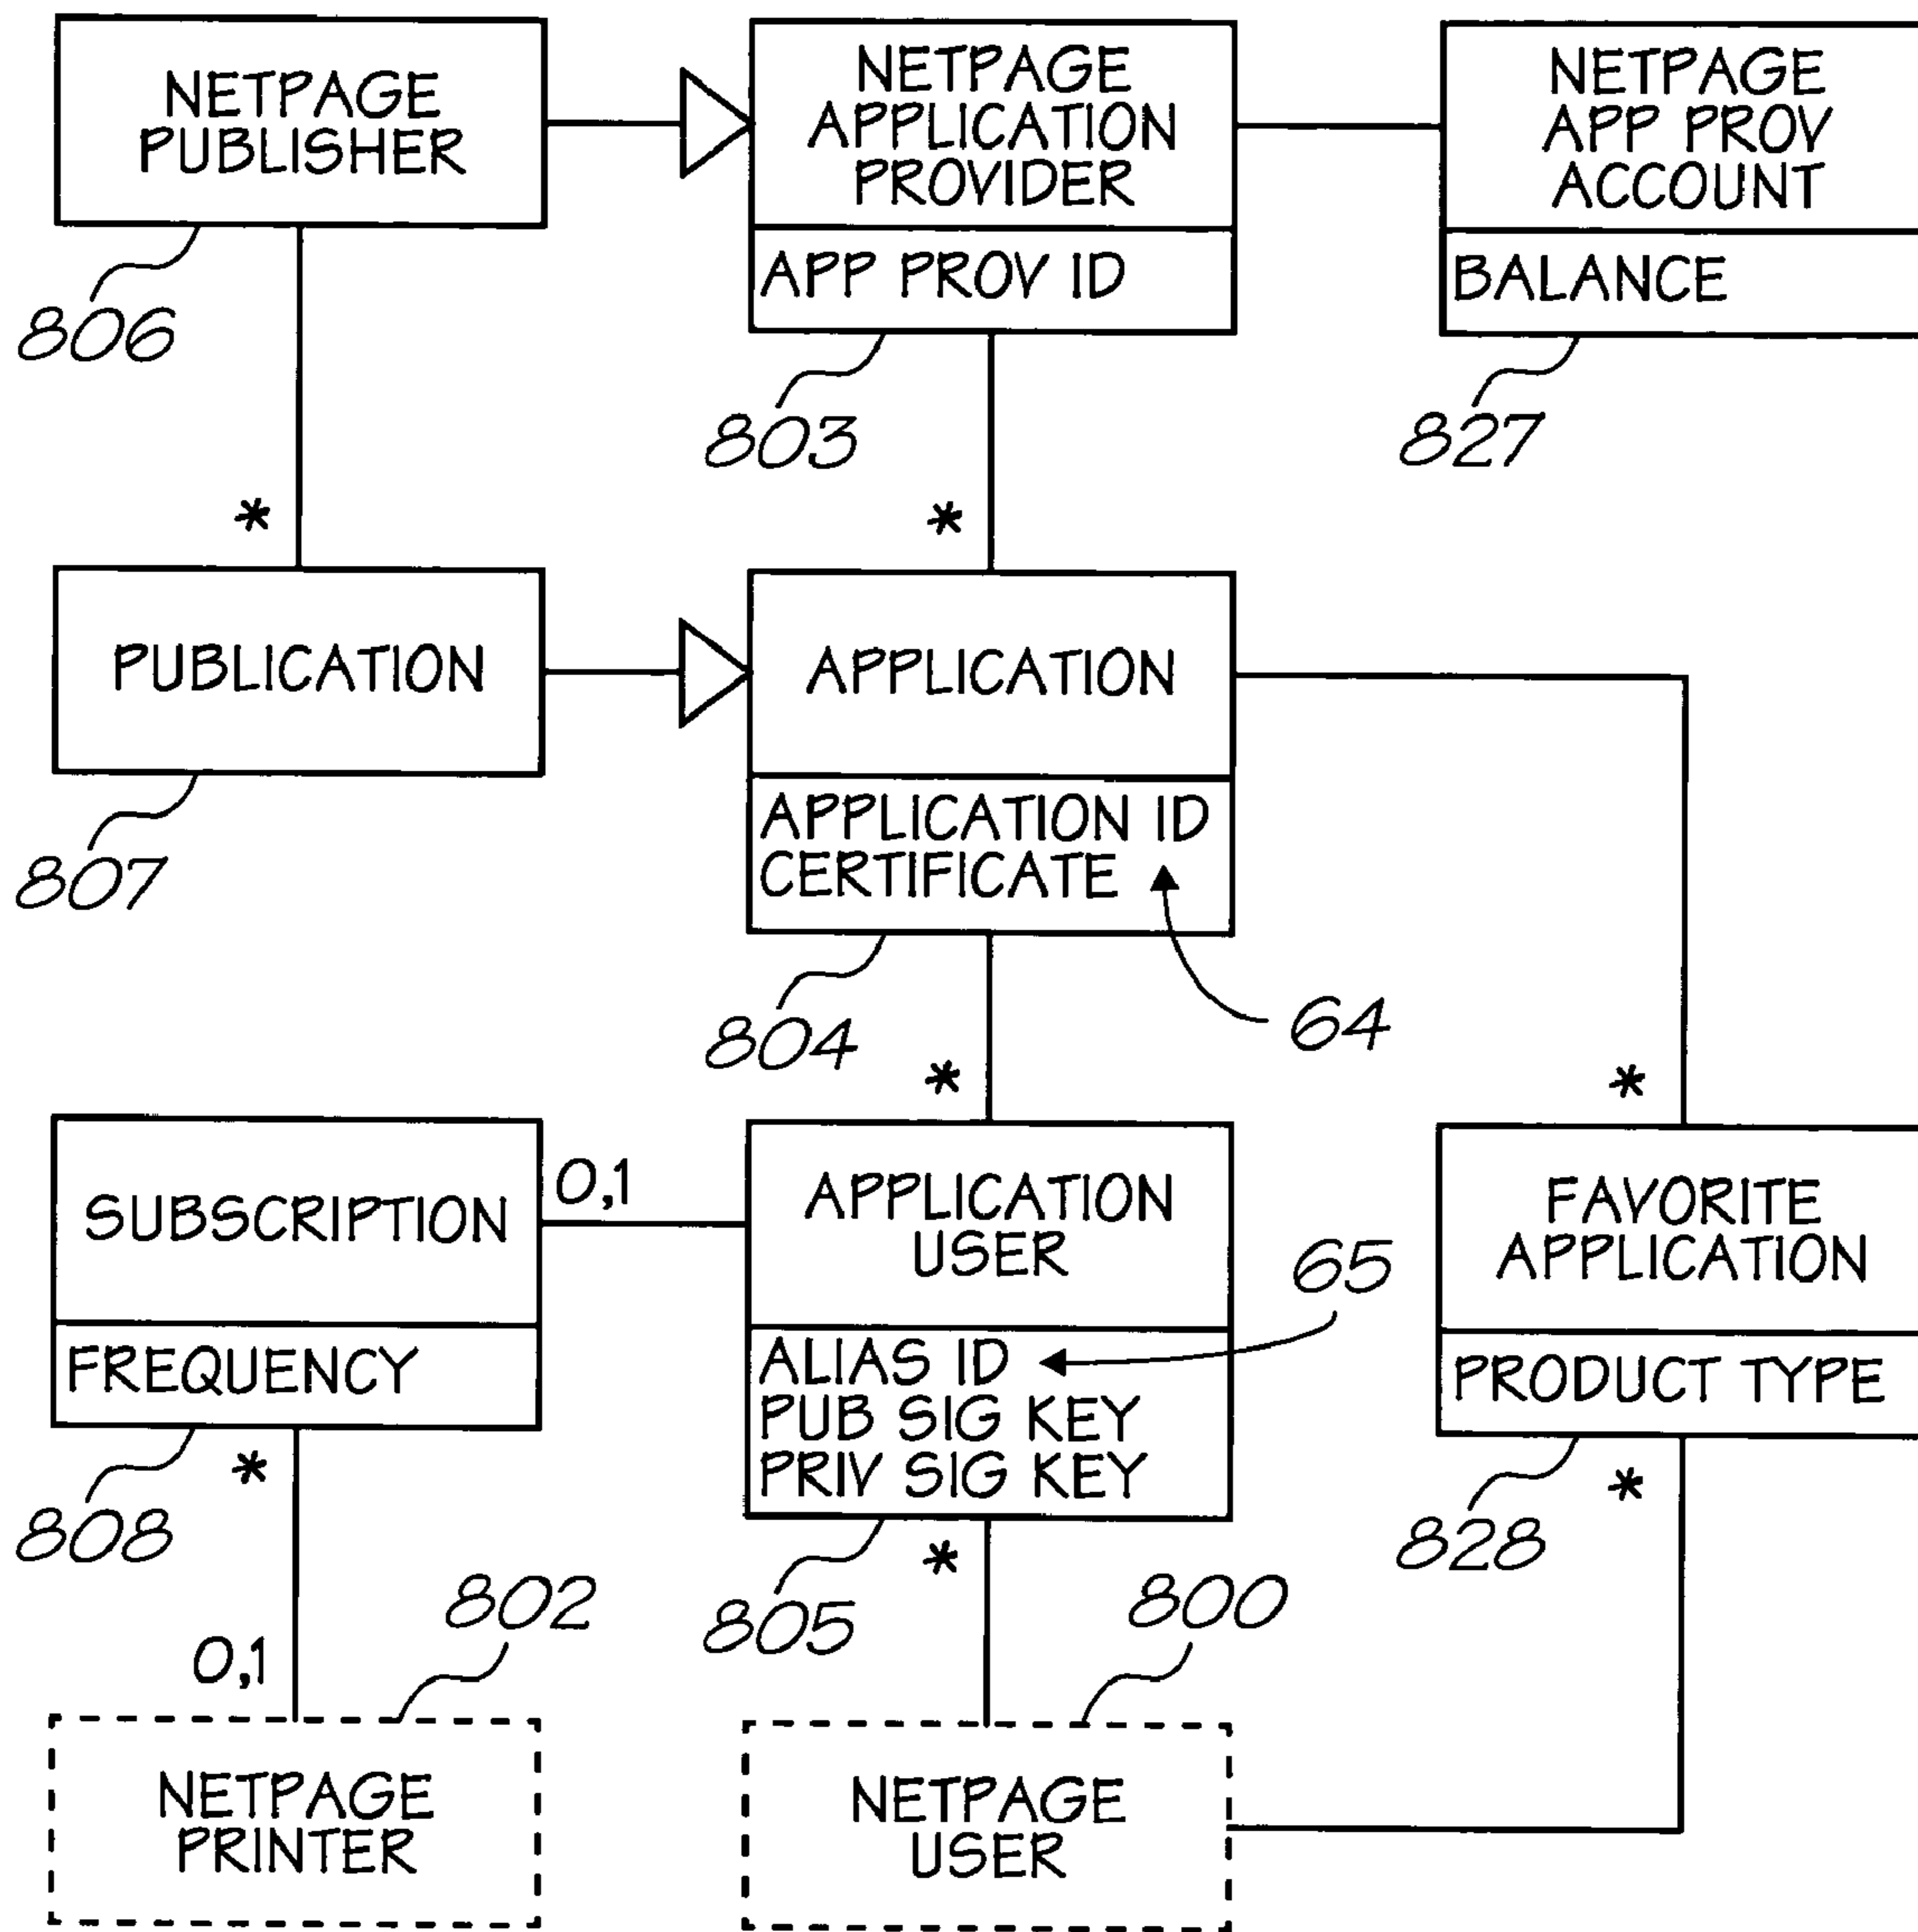 NETPAGE
PUBLISHER
806
NETPAGE
APPLICATION
PROVIDER
APP PROV ID
803
NETPAGE
APP PROV
ACCOUNT
BALANCE
827
*
*
PUBLICATION
807
APPLICATION
APPLICATION ID
CERTIFICATE
804
64
*
*
SUBSCRIPTION
FREQUENCY
808
0,1
APPLICATION
USER
ALIAS ID
PUB SIG KEY
PRIV SIG KEY
805
65
FAVORITE
APPLICATION
PRODUCT TYPE
828
*
*
*
0,1
802
800
NETPAGE
PRINTER
NETPAGE
USER